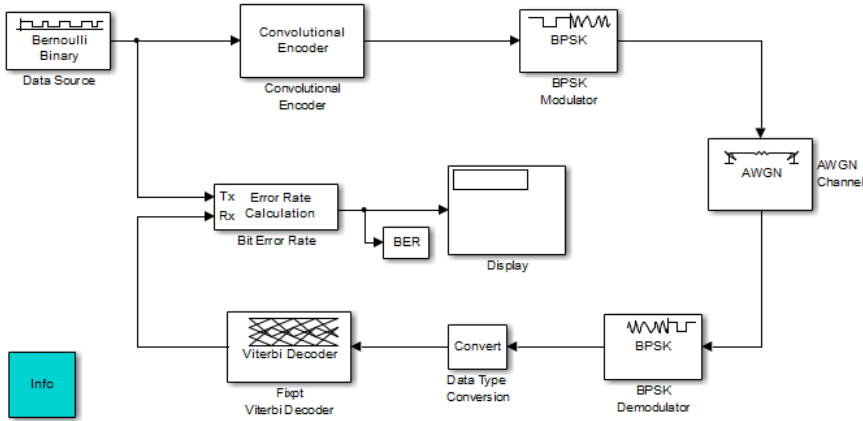 Bernoulli
Binary
Data Source
Convolutional
Encoder
Convolutional
Encoder
BPSK
BPSK
Modulator
AWGN
AWGN
Channel
Tx
Rx
Error Rate
Calculation
Bit Error Rate
BER
Display
Viterbi Decoder
Fixpt
Viterbi Decoder
Convert
Data Type
Conversion
BPSK
BPSK
Demodulator
Info